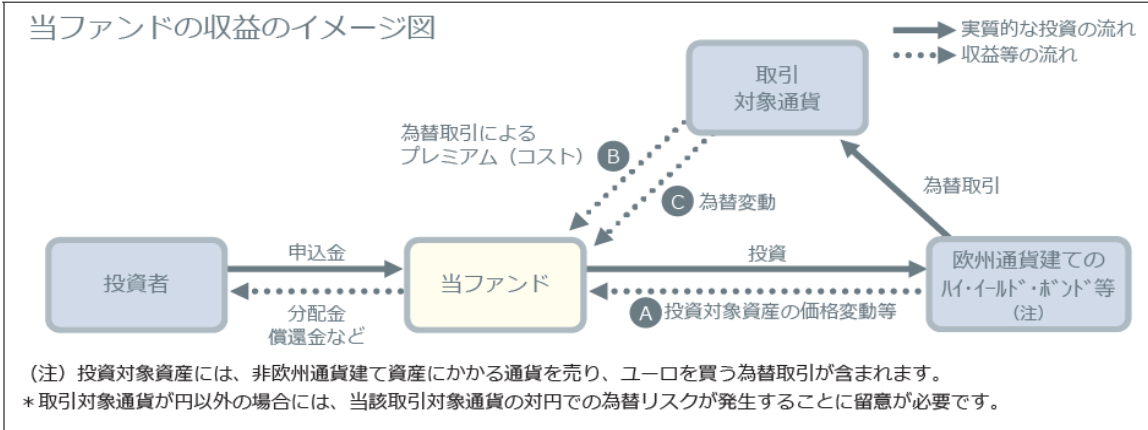 当ファンドの収益のイメージ図
実質的な投資の流れ
収益等の流れ
取引
対象通貨
為替取引による
プレミアム（コスト）
B
C
為替変動
為替取引
投資者
申込金
分配金
償還金など
当ファンド
投資
A
投資対象資産の価格変動等
欧州通貨建ての
ﾊｲ・ｲｰﾙﾄﾞ・ﾎﾞﾝﾄﾞ等
（注）
（注）投資対象資産には、非欧州通貨建て資産にかかる通貨を売り、ユーロを買う為替取引が含まれます。
＊取引対象通貨が円以外の場合には、当該取引対象通貨の対円での為替リスクが発生することに留意が必要です。